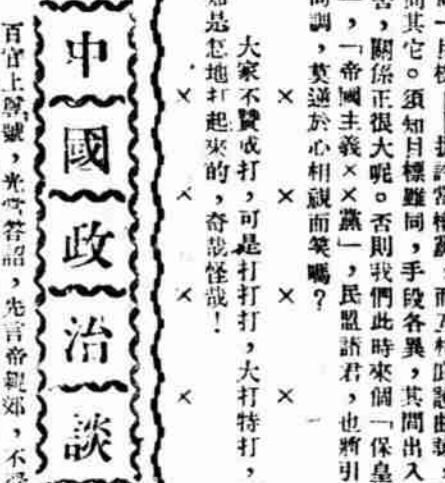 間其它。須知目標雖同,手段各異,其間出入
關係正很大呢。否則我們此時來個「保皇
,「帝國主義××黨」,民盟諸君,也將引
同調,莫逆於心相視而笑嗎?
× × × ×
大家不贊成打,可是打打打,大打特打,
是怎地打起來的,奇哉怪哉!
× × × ×
中國政治談
百官上尊號,光武答詔,先言帝親郊,不